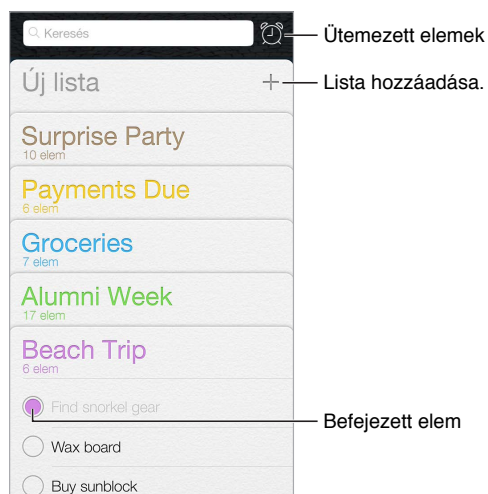 Keresés
Ütemezett elemek
Új lista
Lista hozzáadása.
Surprise Party
10 elem
Payments Due
6 elem
Groceries
7 elem
Alumni Week
17 elem
Beach Trip
6 elem
Find snorkel gear
Befejezett elem
Wax board
Buy sunblock